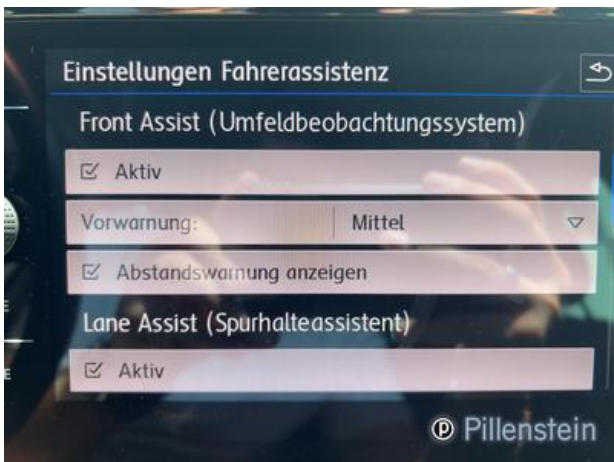 Einstellungen Fahrerassistenz
Front Assist (Umfeldbeobachtungssystem)
Aktiv
Vorwarnung: Mittel
Abstandswarnung anzeigen
Lane Assist (Spurhalteassistent)
Aktiv
Pillenstein